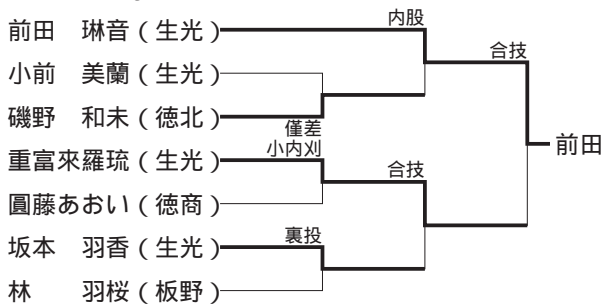 内股
前田　琳音（生光）
合技
小前　美蘭（生光）
磯野　和未（徳北）
僅差
小内刈
前田
重富來羅琉（生光）
合技
圓藤あおい（徳商）
裏投
坂本　羽香（生光）
林　　羽桜（板野）